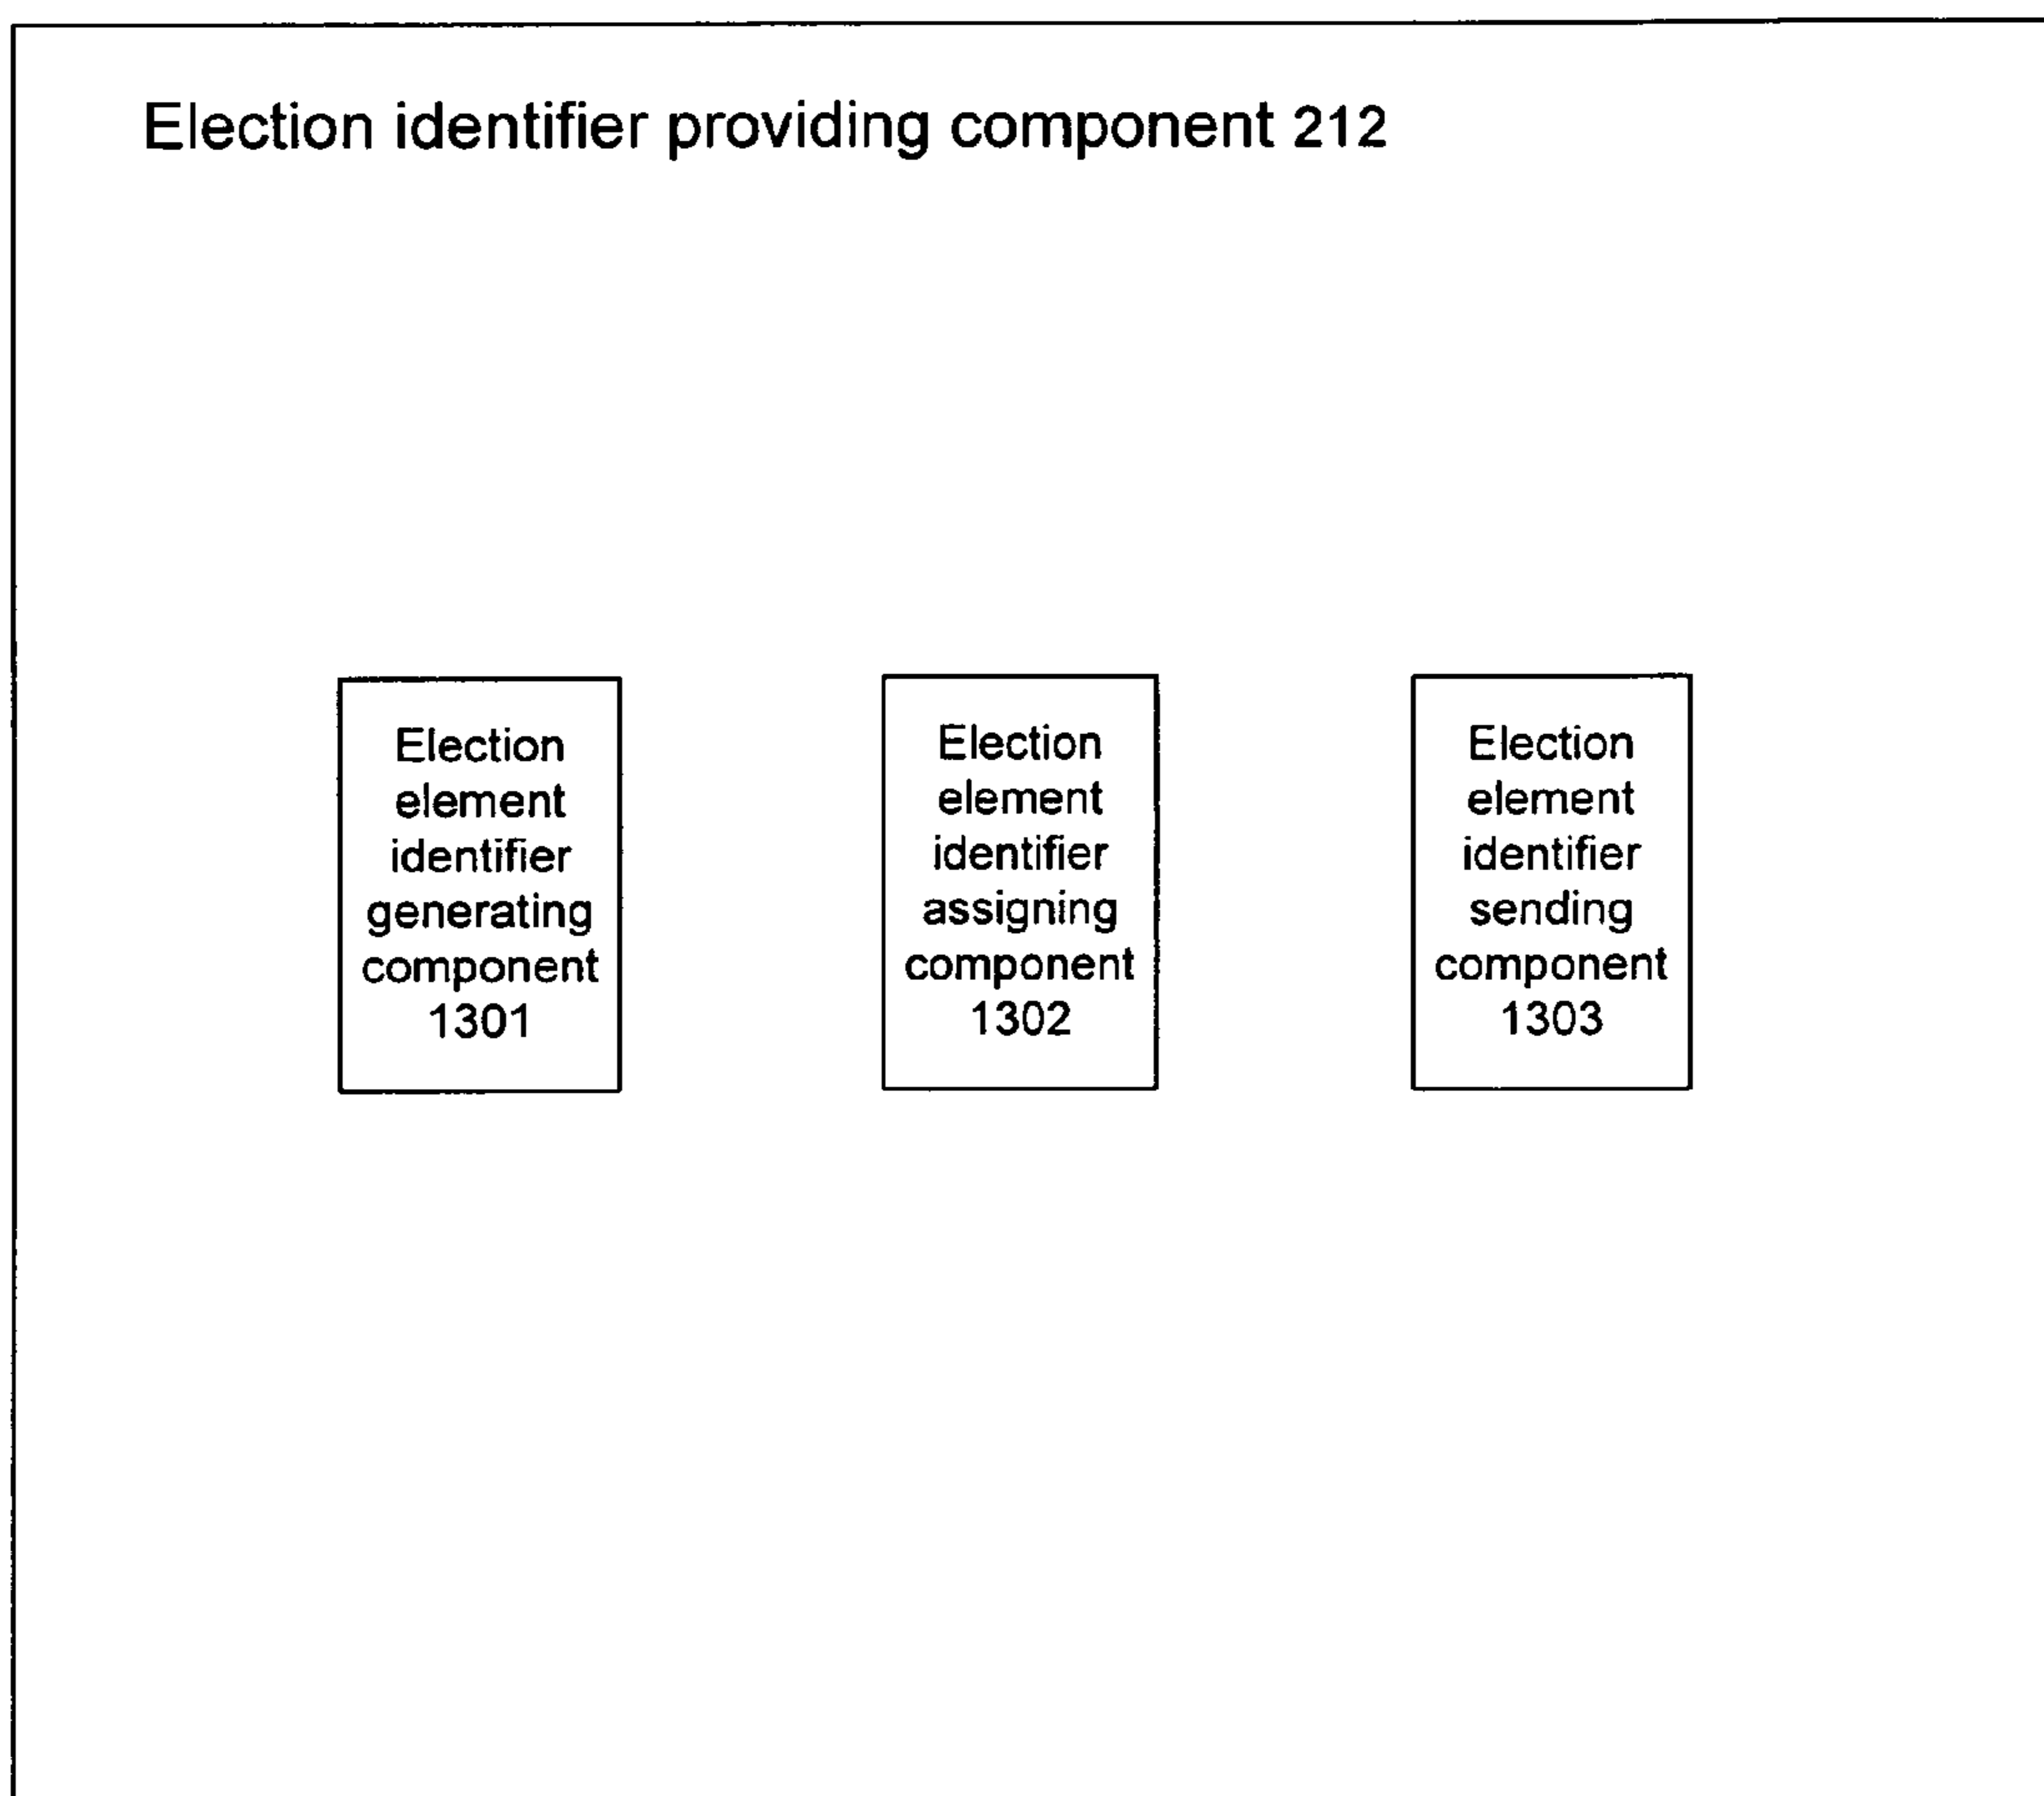 Election identifier providing component 212
Election
element
identifier
generating
component
1301
Election
element
identifier
assigning
component
1302
Election
element
identifier
sending
component
1303